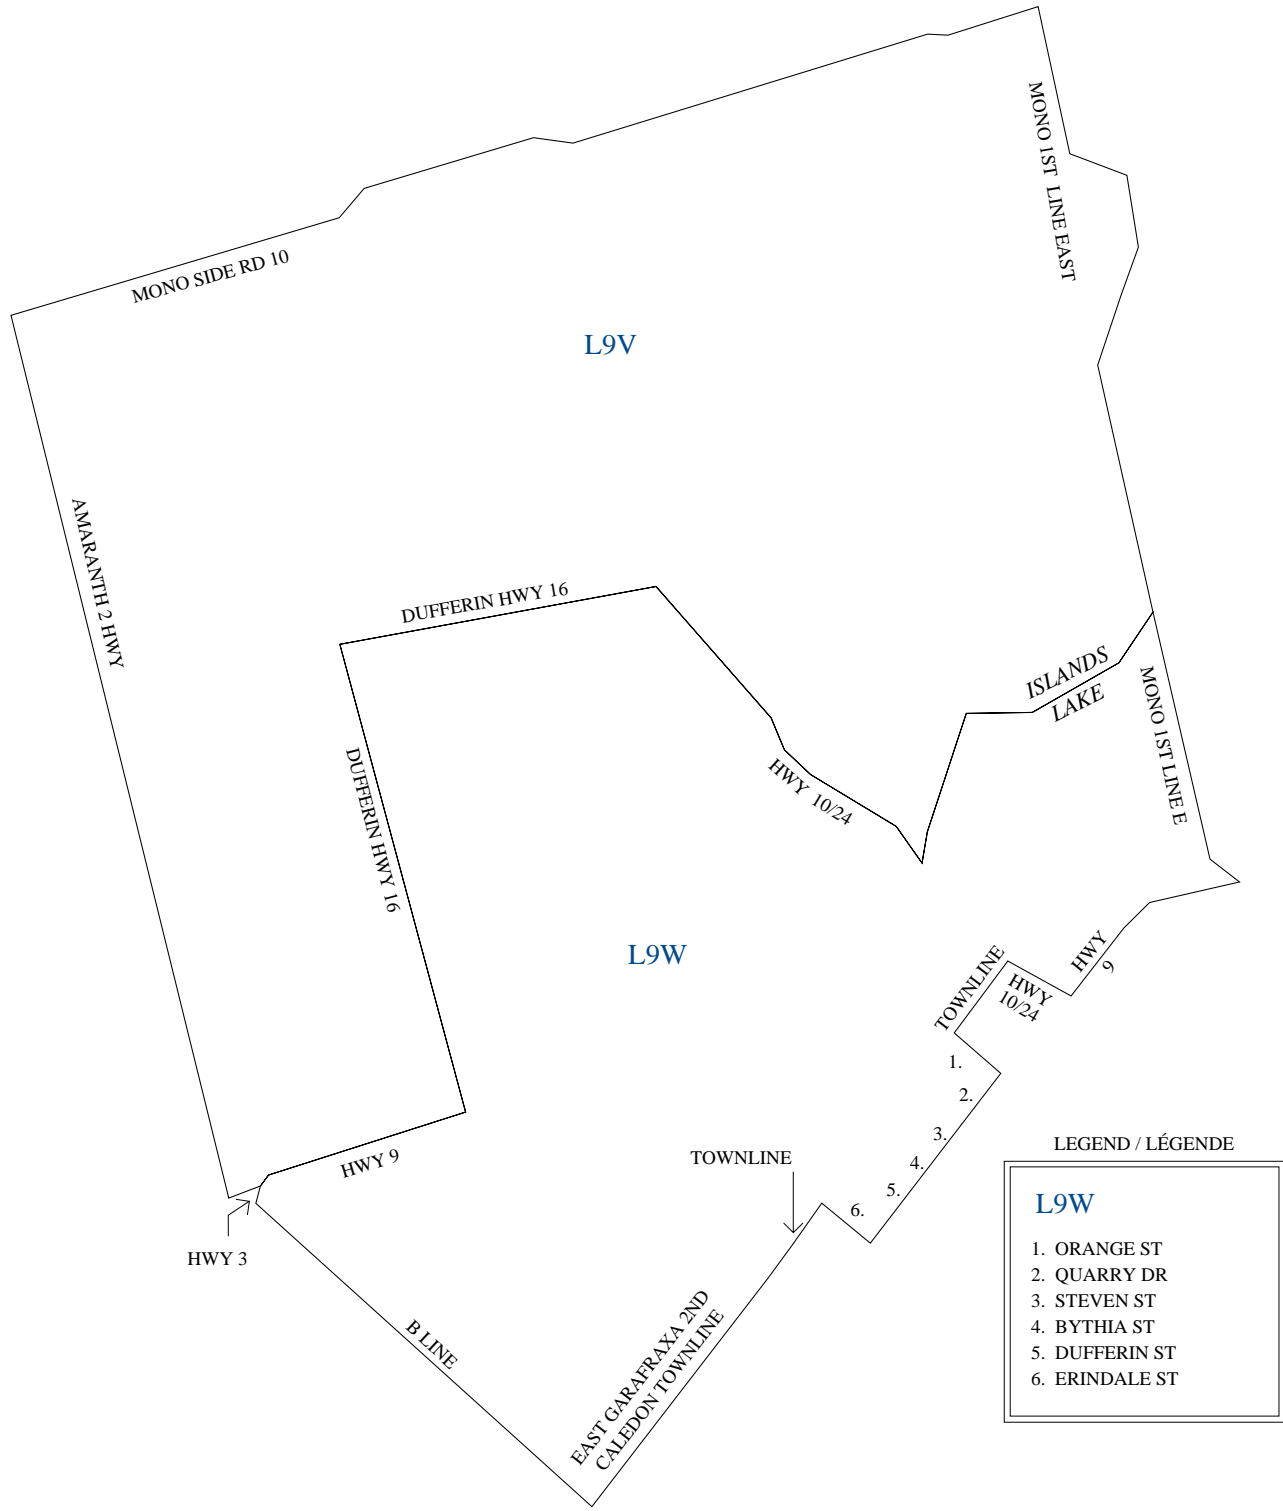 MONO 1ST LINE EAST
MONO SIDE RD 10
L9V
AMARANTH 2 HWY
DUFFERIN HWY 16
ISLANDS
LAKE
MONO 1ST LINE E
DUFFERIN HWY 16
HWY 10/24
L9W
HWY
9
TOWNLINE
HWY
10/24
1.
2.
3.
4.
5.
6.
HWY 9
TOWNLINE
HWY 3
B LINE
EAST GARAFRAXA 2ND
CALEDON TOWNLINE
LEGEND / LÉGENDE
L9W
1. ORANGE ST
2. QUARRY DR
3. STEVEN ST
4. BYTHIA ST
5. DUFFERIN ST
6. ERINDALE ST